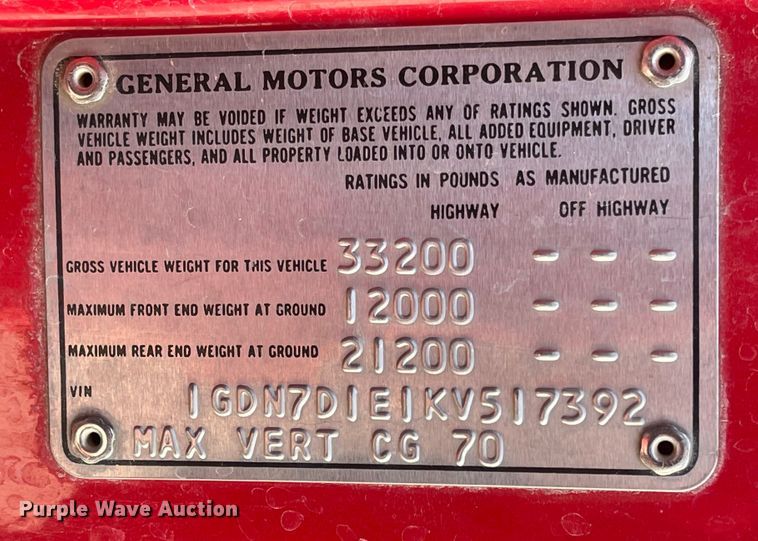 GENERAL MOTORS CORPORATION
WARRANTY MAY BE VOIDED IF WEIGHT EXCEEDS ANY OF RATINGS SHOWN. GROSS
VEHICLE WEIGHT INCLUDES WEIGHT OF BASE VEHICLE, ALL ADDED EQUIPMENT, DRIVER
AND PASSENGERS, AND ALL PROPERTY LOADED INTO OR ONTO VEHICLE.
RATINGS IN POUNDS AS MANUFACTURED
HIGHWAY OFF HIGHWAY
GROSS VEHICLE WEIGHT FOR THIS VEHICLE 33200 - - -
MAXIMUM FRONT END WEIGHT AT GROUND 12000 - - -
MAXIMUM REAR END WEIGHT AT GROUND 21200 - - -
VIN 1GDN7D1E1KV517392
MAX VERT CG 70
Purple Wave Auction